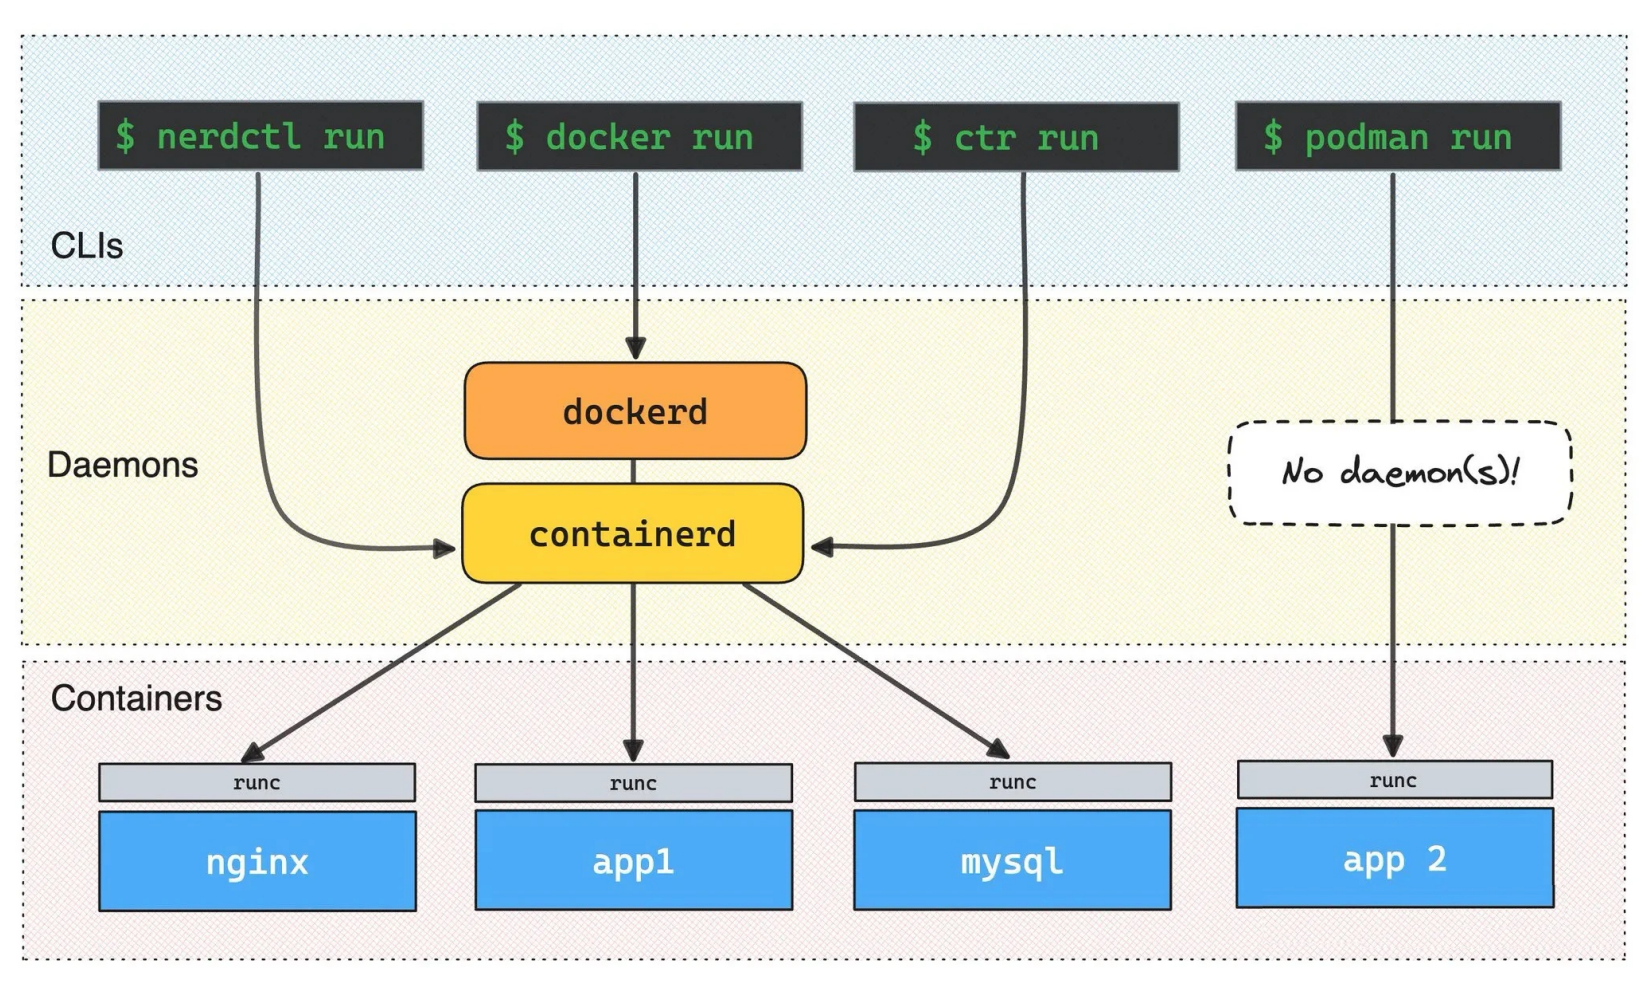 $ nerdctl run
$ docker run
$ ctr run
$ podman run
CLIs
dockerd
Daemons
No daemon(s)!
containerd
Containers
runc
runc
runc
runc
nginx
app1
mysql
app 2